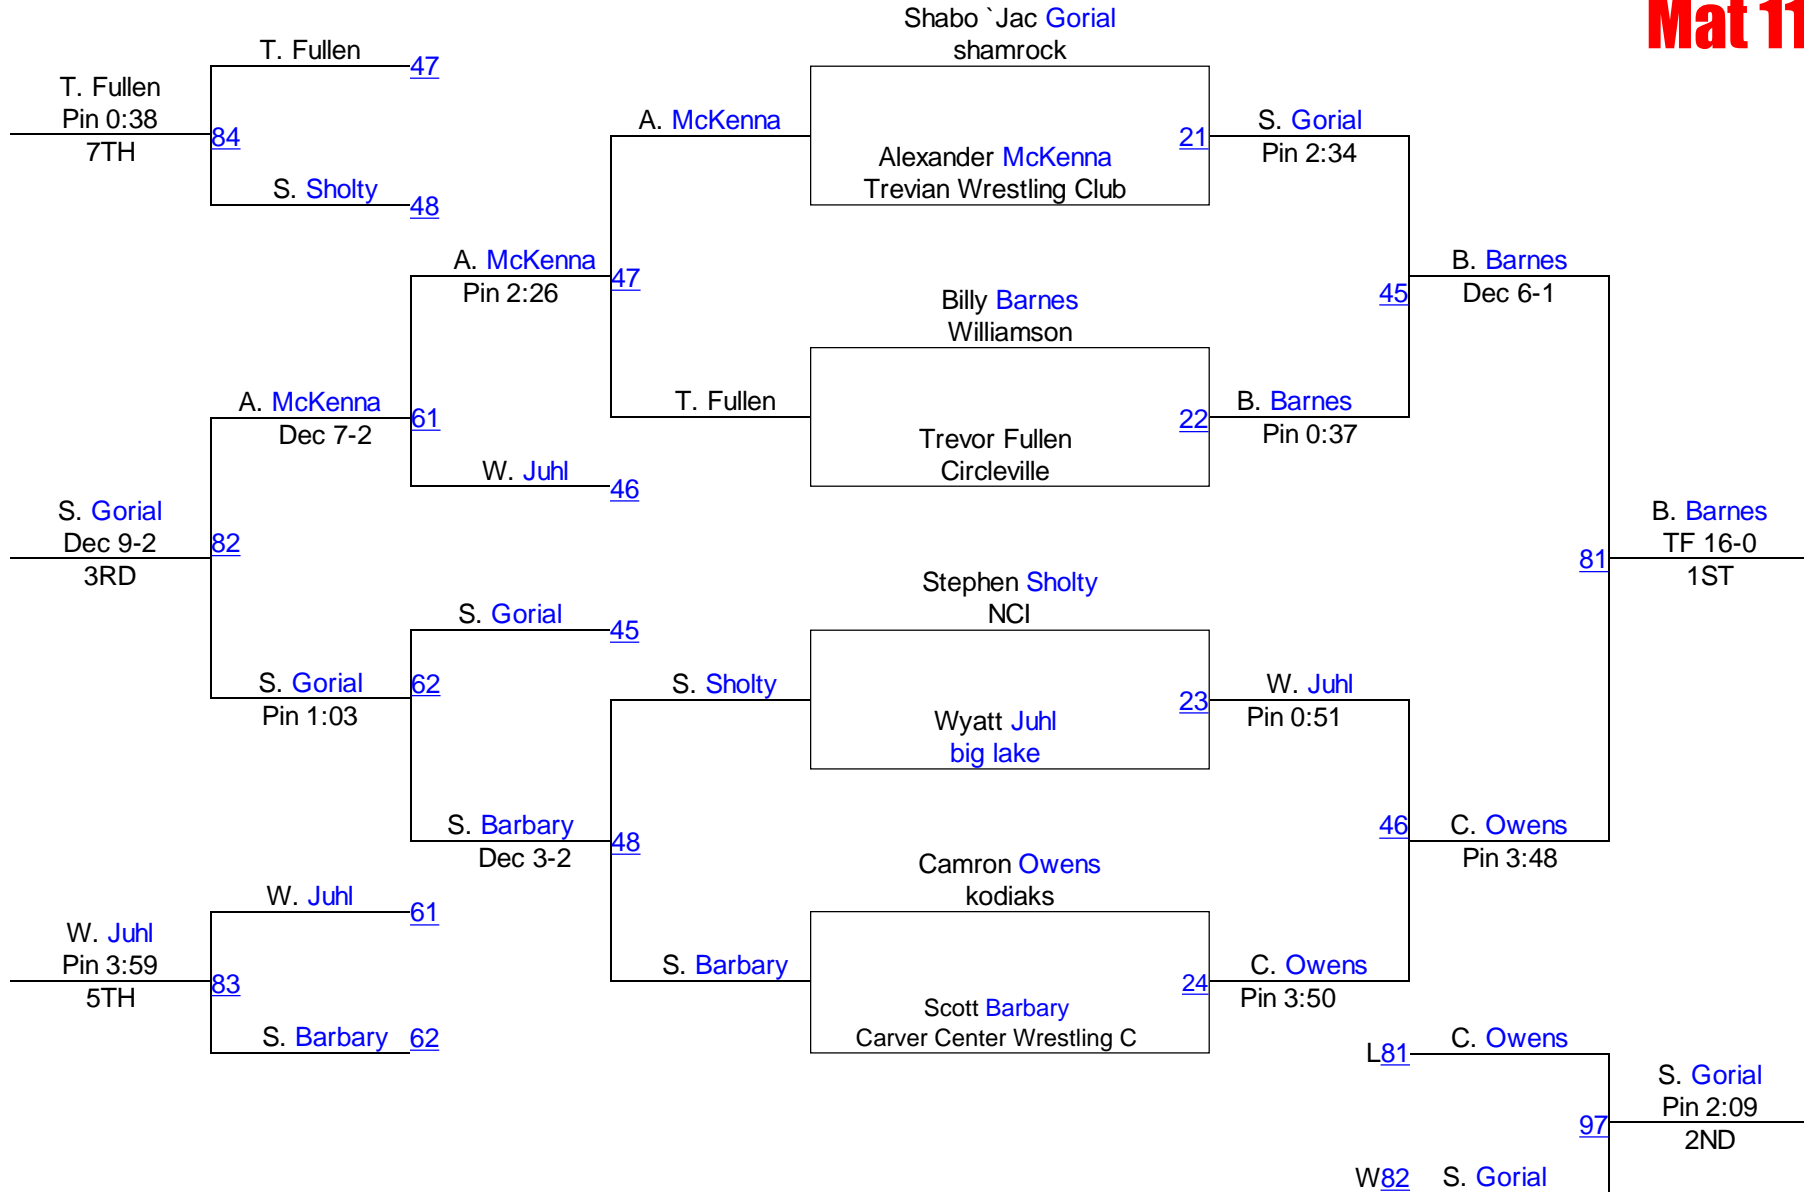 Mat 11
Shabo `Jac Gorial
shamrock
T. Fullen
47
T. Fullen
Pin 0:38
7TH
84
S. Sholty
48
A. McKenna
Alexander McKenna
Trevian Wrestling Club
21
S. Gorial
Pin 2:34
A. McKenna
Pin 2:26
47
Billy Barnes
Williamson
45
B. Barnes
Dec 6-1
A. McKenna
Dec 7-2
61
T. Fullen
Trevor Fullen
Circleville
22
B. Barnes
Pin 0:37
W. Juhl
46
S. Gorial
Dec 9-2
3RD
82
Stephen Sholty
NCI
81
B. Barnes
TF 16-0
1ST
S. Gorial
45
S. Gorial
Pin 1:03
62
S. Sholty
Wyatt Juhl
big lake
23
W. Juhl
Pin 0:51
S. Barbary
Dec 3-2
48
Camron Owens
kodiaks
46
C. Owens
Pin 3:48
W. Juhl
61
W. Juhl
Pin 3:59
5TH
83
S. Barbary
62
S. Barbary
Scott Barbary
Carver Center Wrestling C
24
C. Owens
Pin 3:50
L81
C. Owens
S. Gorial
Pin 2:09
2ND
97
W82
S. Gorial